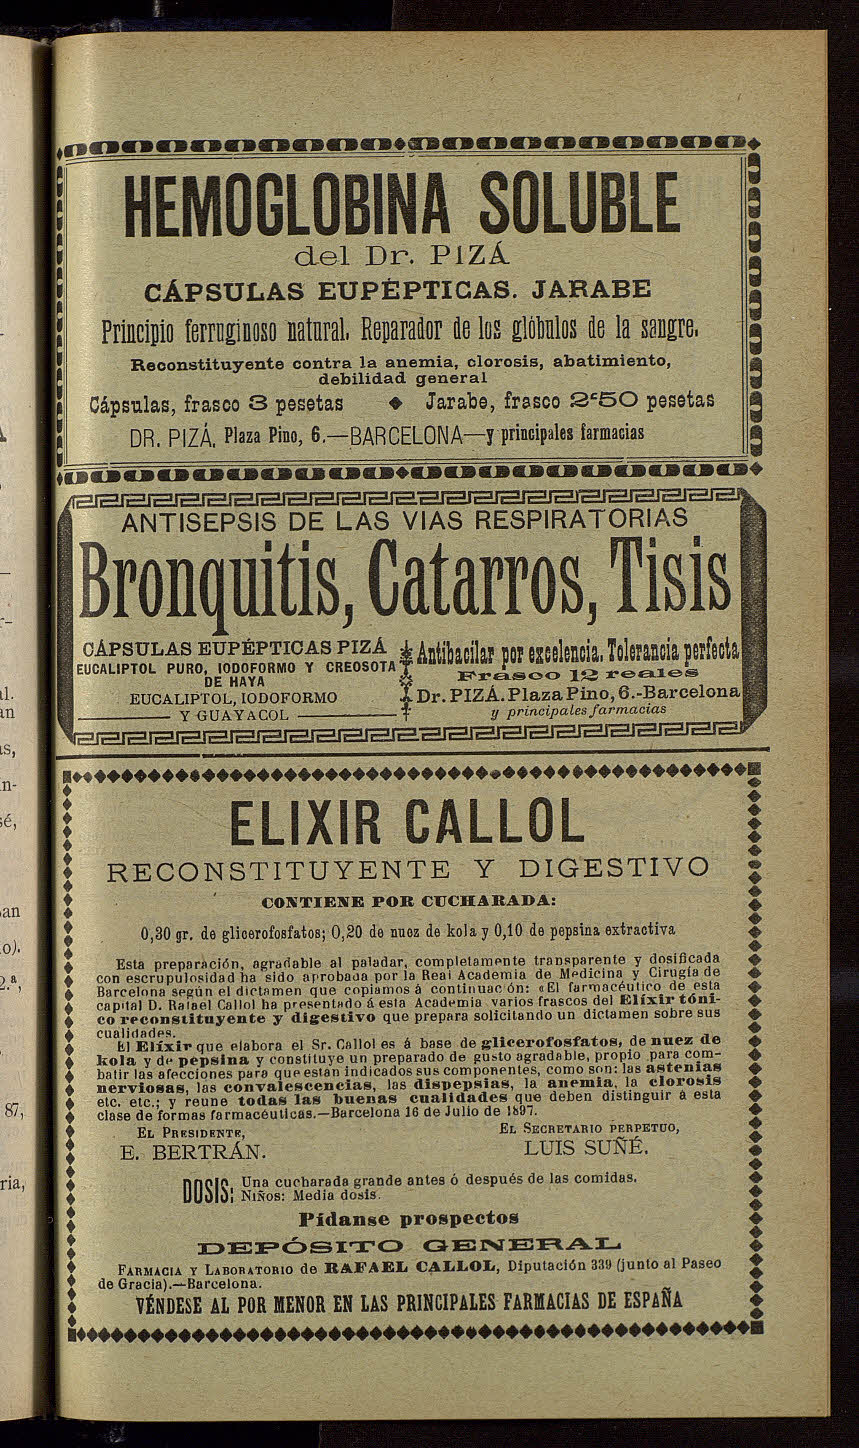 HEMOGLOBINA SOLUBLE
del Dr. PIZÁ
CÁPSULAS EUPÉPTICAS. JARABE
Principio ferruginoso natural. Reparador de los glóbulos de la sangre.
Reconstituyente contra la anemia, clorosis, abatimiento,
debilidad general
Cápsulas, frasco 3 pesetas ◆ Jarabe, frasco 2‘50 pesetas
DR. PIZÁ, Plaza Pino, 6.—BARCELONA—y principales farmacias
ANTISEPSIS DE LAS VIAS RESPIRATORIAS
Bronquitis, Catarros, Tisis
CÁPSULAS EUPÉPTICAS PIZÁ
EUCALIPTOL PURO, IODOFORMO Y CREOSOTA
DE HAYA
EUCALIPTOL, IODOFORMO
Y GUAYACOL
Antibacilar por excelencia. Tolerancia perfecta
Frasco 12 reales
Dr. PIZÁ. Plaza Pino, 6.-Barcelona
y principales farmacias
ELIXIR CALLOL
RECONSTITUYENTE Y DIGESTIVO
CONTIENE POR CUCHARADA:
0,30 gr. de glicerofosfatos; 0,20 de nuez de kola y 0,10 de pepsina extractiva
Esta preparación, agradable al paladar, completamente transparente y dosificada
con escrupulosidad ha sido aprobada por la Real Academia de Medicina y Cirugía de
Barcelona según el dictamen que copiamos á continuación: «El farmacéutico de esta
capital D. Rafael Callol ha presentado á esta Academia varios frascos del Elíxir tóni-
co reconstituyente y digestivo que prepara solicitando un dictamen sobre sus
cualidades.
El Elíxir que elabora el Sr. Callol es á base de glicerofosfatos, de nuez de
kola y de pepsina y constituye un preparado de gusto agradable, propio para com-
batir las afecciones para que están indicados sus componentes, como son: las astenias
nerviosas, las convalescencias, las dispepsias, la anemia, la clorosis
etc. etc.; y reune todas las buenas cualidades que deben distinguir á esta
clase de formas farmacéuticas.—Barcelona 16 de Julio de 1897.
EL PRESIDENTE,
E. BERTRÁN.
EL SECRETARIO PERPETUO,
LUIS SUÑÉ.
DOSIS: Una cucharada grande antes ó después de las comidas.
NIÑOS: Media dosis.
Pídanse prospectos
DEPÓSITO GENERAL
FARMACIA Y LABORATORIO de RAFAEL CALLOL, Diputación 339 (junto al Paseo
de Gracia).—Barcelona.
VÉNDESE AL POR MENOR EN LAS PRINCIPALES FARMACIAS DE ESPAÑA